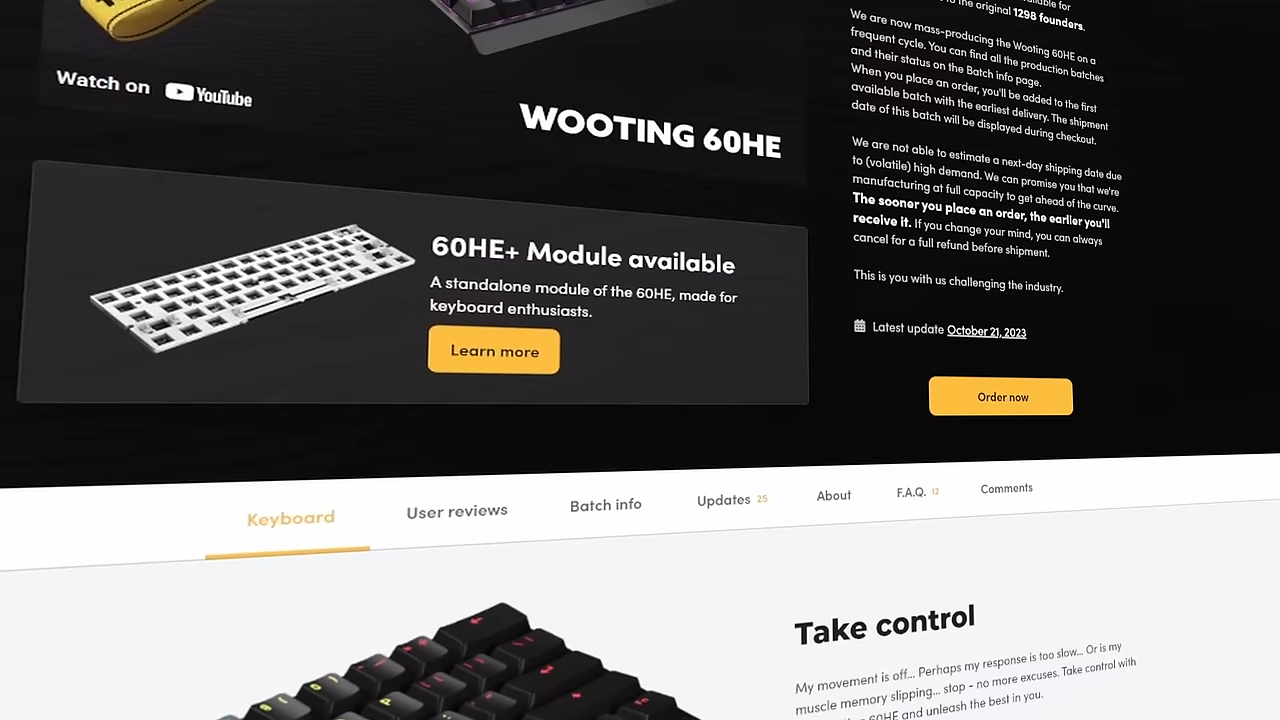 Watch on YouTube
WOOTING 60HE
60HE+ Module available
A standalone module of the 60HE, made for
keyboard enthusiasts.
Learn more
to the original 1298 founders.
We are now mass-producing the Wooting 60HE on a
frequent cycle. You can find all the production batches
and their status on the Batch info page.
When you place an order, you'll be added to the first
available batch with the earliest delivery. The shipment
date of this batch will be displayed during checkout.
We are not able to estimate a next-day shipping date due
to (volatile) high demand. We can promise you that we're
manufacturing at full capacity to get ahead of the curve.
The sooner you place an order, the earlier you'll
receive it. If you change your mind, you can always
cancel for a full refund before shipment.
This is you with us challenging the industry.
Latest update October 21, 2023
Order now
Keyboard User reviews Batch info Updates 25 About F.A.Q. 12 Comments
Take control
My movement is off... Perhaps my response is too slow... Or is my
muscle memory slipping... stop - no more excuses. Take control with
60HE and unleash the best in you.